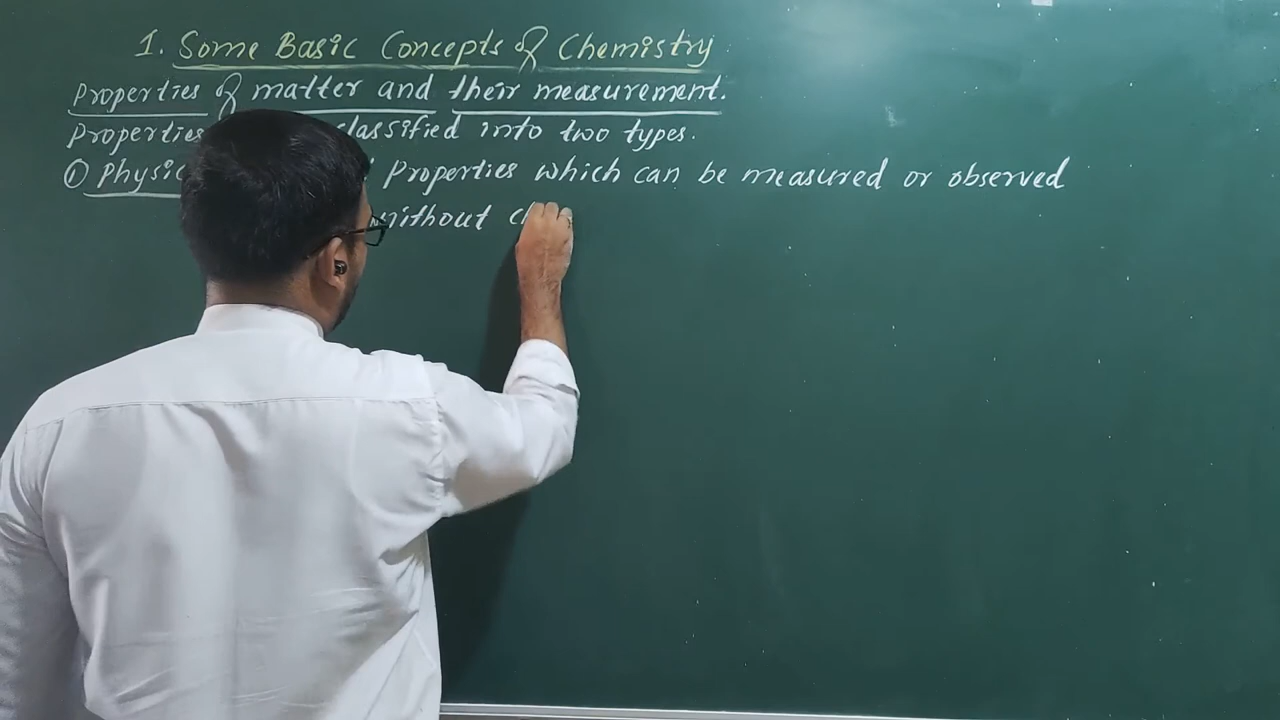 1. Some Basic Concepts of Chemistry
Properties of matter and their measurement.
Properties classified into two types.
① Properties which can be measured or observed
without